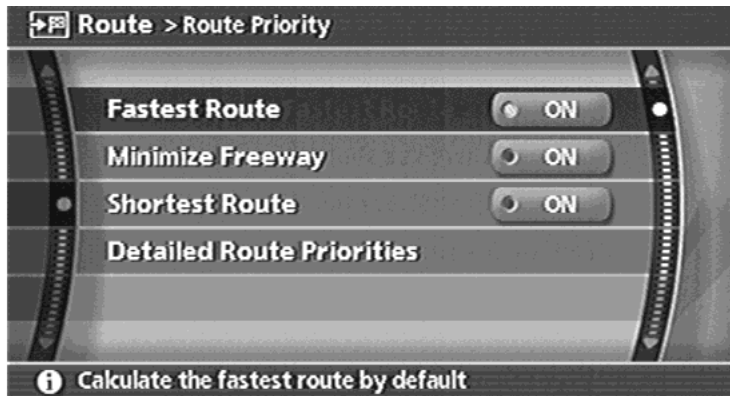 Route > Route Priority
Fastest Route ON
Minimize Freeway ON
Shortest Route ON
Detailed Route Priorities
Calculate the fastest route by default